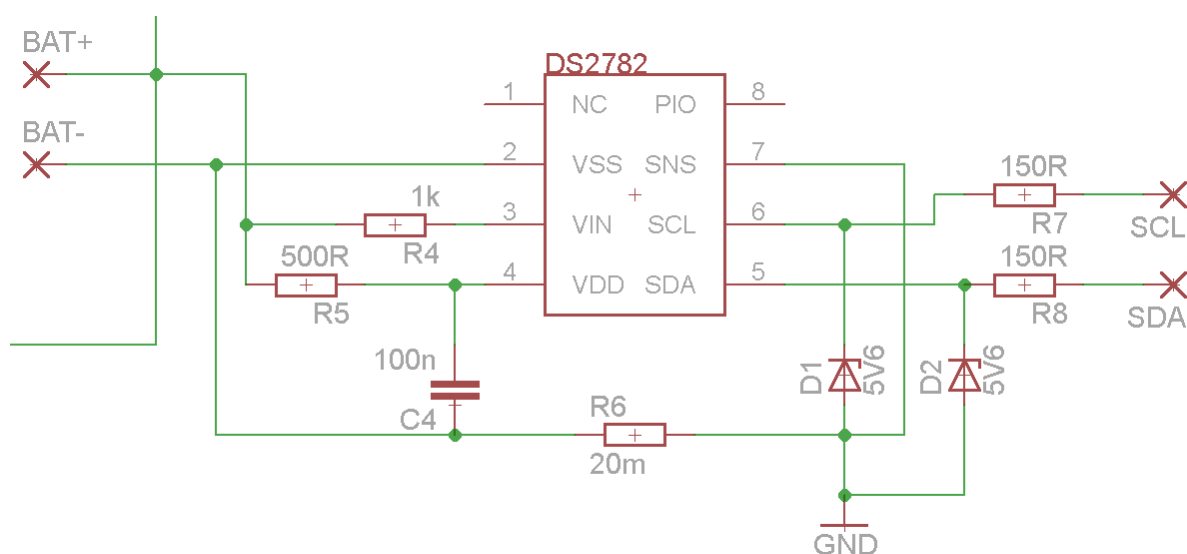 BAT+
DS2782
1 NC PIO 8
BAT-
2 VSS SNS 7
150R
1k
3 VIN SCL 6
R7
SCL
500R
R4
150R
4 VDD SDA 5
R5
R8
SDA
100n
D1
5V6
D2
5V6
C4
R6
20m
GND